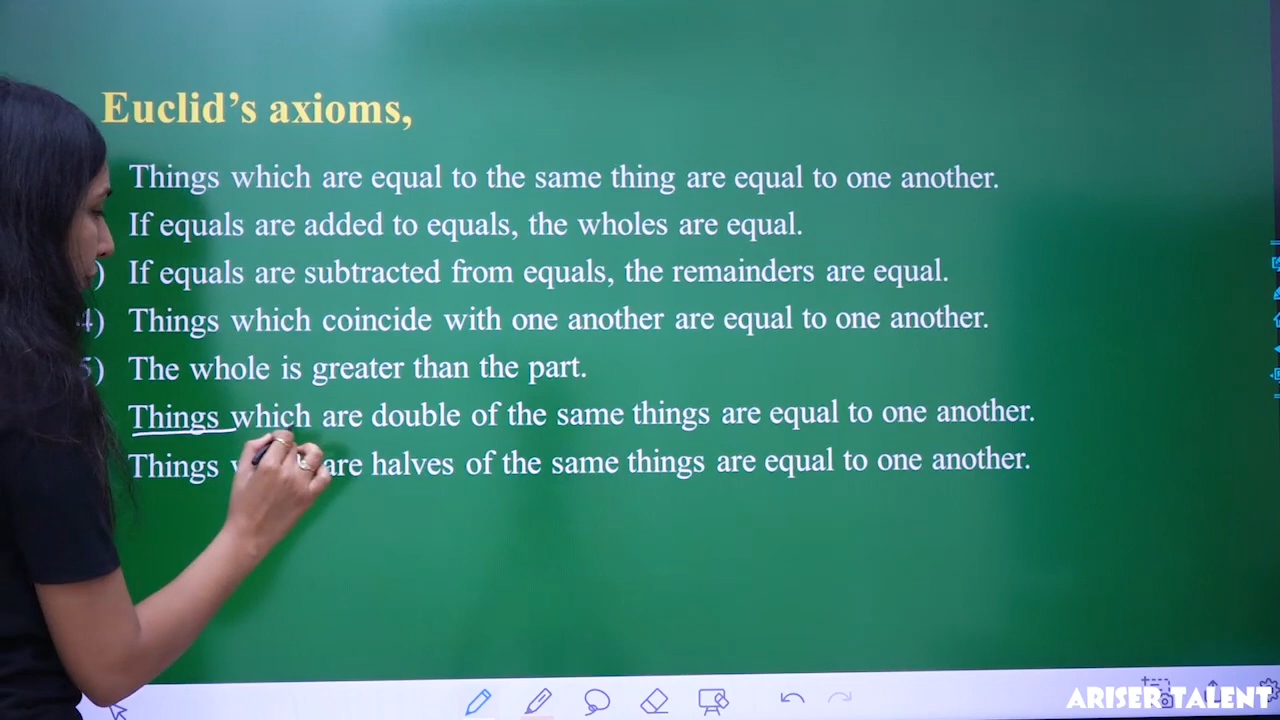 Euclid's axioms,
Things which are equal to the same thing are equal to one another.
If equals are added to equals, the wholes are equal.
) If equals are subtracted from equals, the remainders are equal.
4) Things which coincide with one another are equal to one another.
5) The whole is greater than the part.
Things which are double of the same things are equal to one another.
Things are halves of the same things are equal to one another.
ARISER TALENT